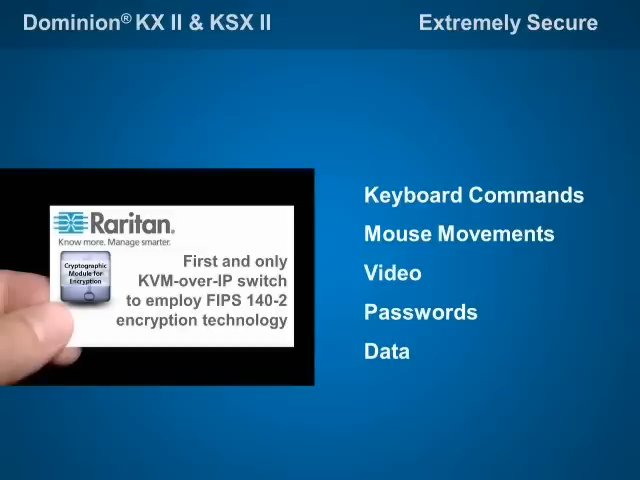 Dominion® KX II & KSX II
Extremely Secure
Raritan.
Know more. Manage smarter.
Cryptographic
Module for
Encryption
First and only
KVM-over-IP switch
to employ FIPS 140-2
encryption technology
Keyboard Commands
Mouse Movements
Video
Passwords
Data